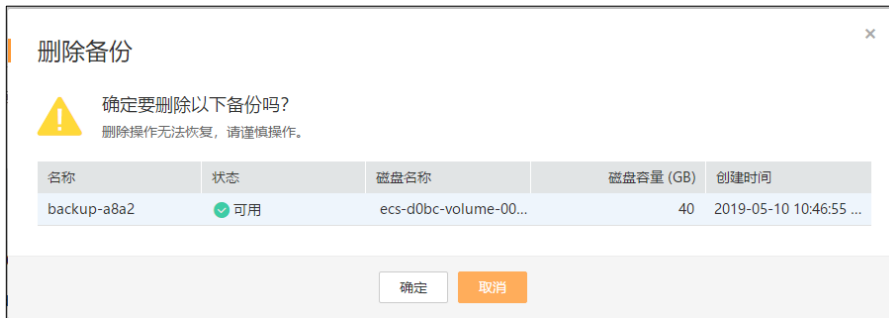 删除备份
确定要删除以下备份吗?
删除操作无法恢复,请谨慎操作。
名称 状态 磁盘名称 磁盘容量 (GB) 创建时间
backup-a8a2 可用 ecs-d0bc-volume-00... 40 2019-05-10 10:46:55 ...
确定 取消